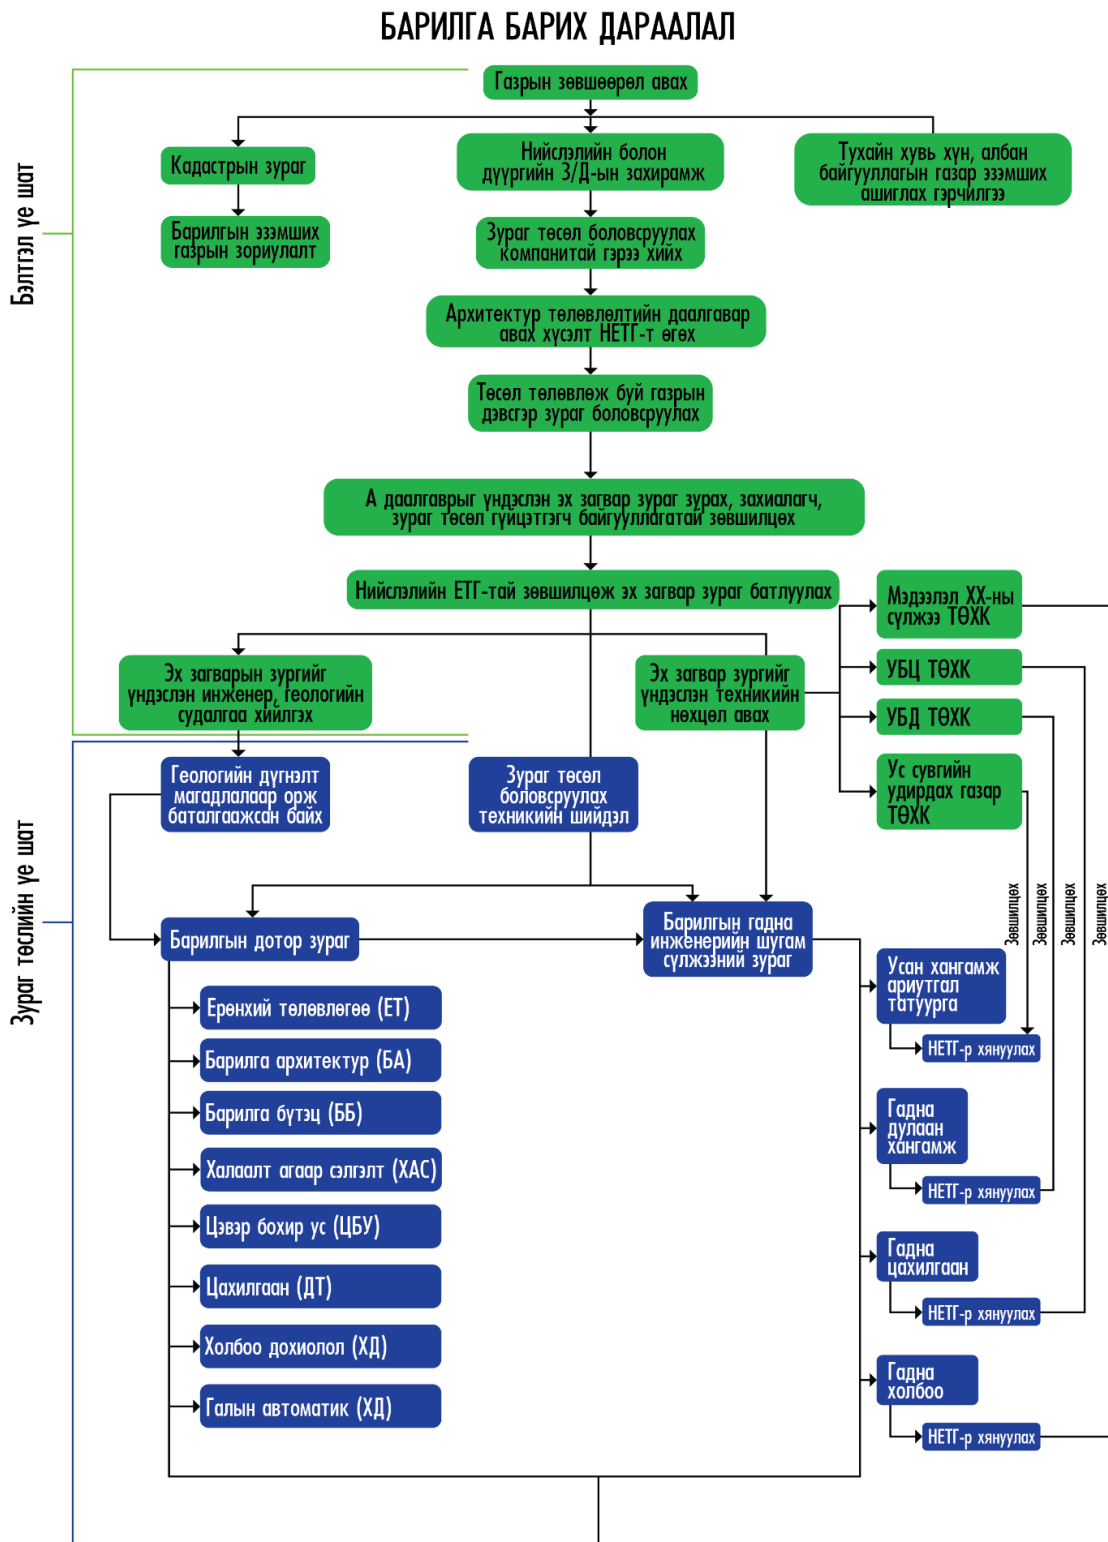 БАРИЛГА БАРИХ ДАРААЛАЛ
Бэлтгэл үе шат
Газрын зөвшөөрөл авах
Кадастрын зураг
Нийслэлийн болон
дүүргийн З/Д-ын захирамж
Тухайн хувь хүн, албан
байгууллагын газар эзэмших
ашиглах гэрчилгээ
Барилгын эзэмших
газрын зориулалт
Зураг төсөл боловсруулах
компанитай гэрээ хийх
Архитектур төлөвлөлтийн даалгавар
авах хүсэлт НЕТГ-т өгөх
Төсөл төлөвлөж буй газрын
дэвсгэр зураг боловсруулах
А даалгаврыг үндэслэн эх загвар зураг зурах, захиалагч,
зураг төсөл гүйцэтгэгч байгууллагатай зөвшилцөх
Нийслэлийн ЕТГ-тай зөвшилцөж эх загвар зураг батлуулах
Мэдээлэл ХХ-ны
сүлжээ ТӨХК
Эх загварын зургийг
үндэслэн инженер, геологийн
судалгаа хийлгэх
Эх загвар зургийг
үндэслэн техникийн
нөхцөл авах
УБЦ ТӨХК
УБД ТӨХК
Ус сувгийн
удирдах газар
ТӨХК
Зураг төслийн үе шат
Геологийн дүгнэлт
магадлалаар орж
баталгаажсан байх
Зураг төсөл
боловсруулах
техникийн шийдэл
Зөвшилцөх
Зөвшилцөх
Зөвшилцөх
Зөвшилцөх
Барилгын дотор зураг
Барилгын гадна
инженерийн шугам
сүлжээний зураг
Ерөнхий төлөвлөгөө (ЕТ)
Барилга архитектур (БА)
Барилга бүтэц (ББ)
Халаалт агаар сэлгэлт (ХАС)
Цэвэр бохир ус (ЦБУ)
Цахилгаан (ДТ)
Холбоо дохиолол (ХД)
Галын автоматик (ХД)
Усан хангамж
ариутгал
татуурга
НЕТГ-р хянуулах
Гадна
дулаан
хангамж
НЕТГ-р хянуулах
Гадна
цахилгаан
НЕТГ-р хянуулах
Гадна
холбоо
НЕТГ-р хянуулах